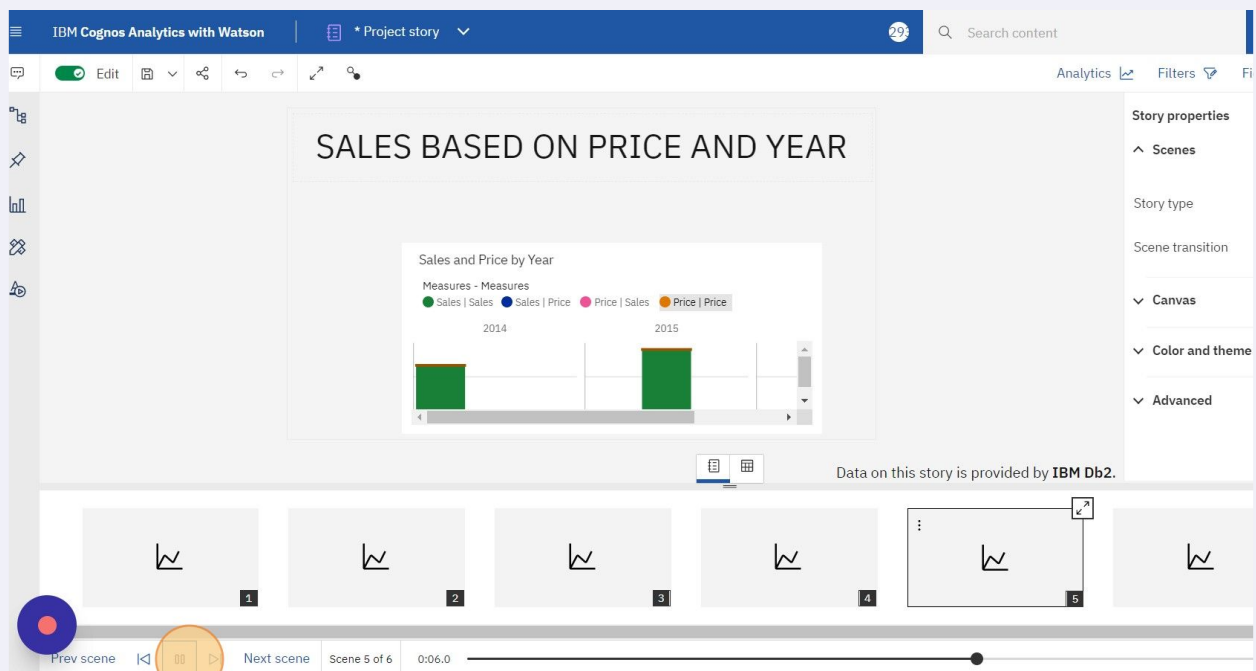 IBM Cognos Analytics with Watson
* Project story
293
Search content
Edit
Analytics
Filters
Fi
SALES BASED ON PRICE AND YEAR
Story properties
Scenes
Story type
Scene transition
Canvas
Color and theme
Advanced
Sales and Price by Year
Measures - Measures
Sales | Sales Sales | Price Price | Sales Price | Price
2014 2015
Data on this story is provided by IBM Db2.
1 2 3 4 5
Prev scene Next scene Scene 5 of 6 0:06.0